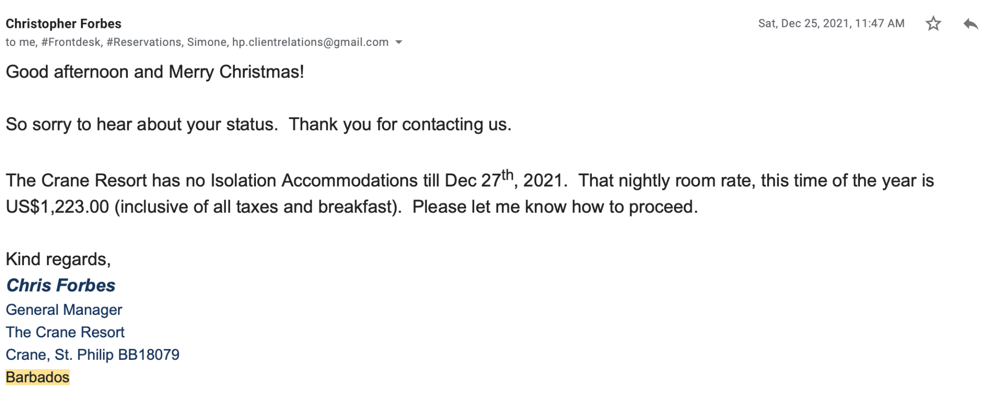 Christopher Forbes
Sat, Dec 25, 2021, 11:47 AM
to me, #Frontdesk, #Reservations, Simone, hp.clientrelations@gmail.com
Good afternoon and Merry Christmas!
So sorry to hear about your status.  Thank you for contacting us.
The Crane Resort has no Isolation Accommodations till Dec 27th, 2021.  That nightly room rate, this time of the year is
US$1,223.00 (inclusive of all taxes and breakfast).  Please let me know how to proceed.
Kind regards,
Chris Forbes
General Manager
The Crane Resort
Crane, St. Philip BB18079
Barbados